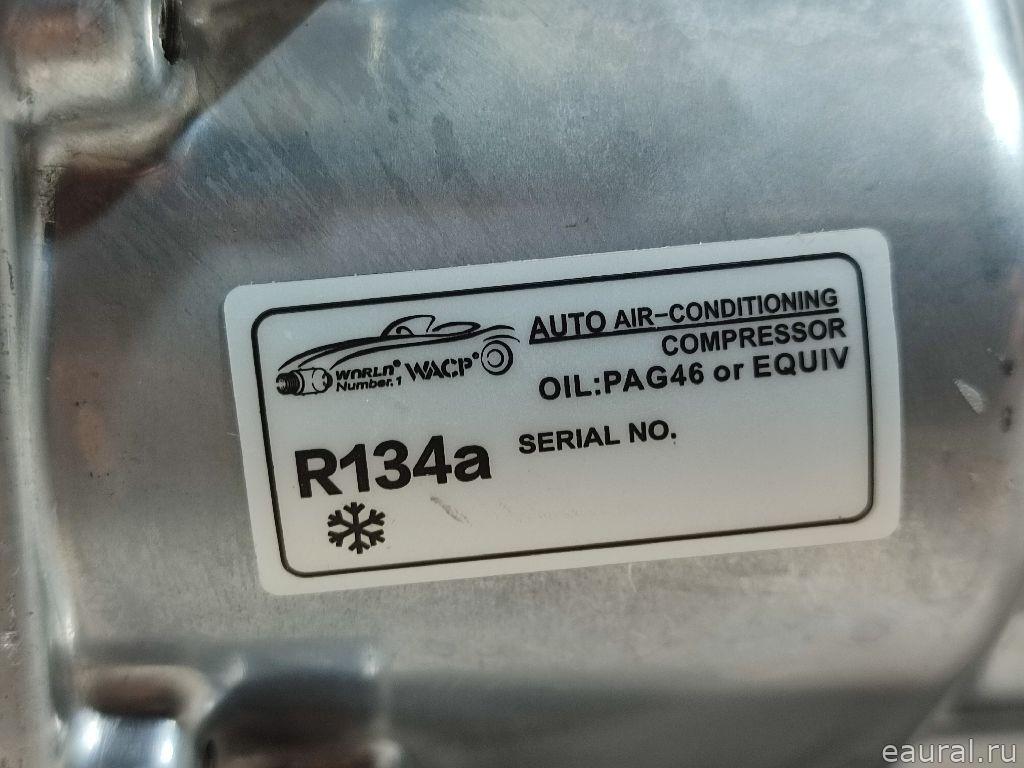 AUTO AIR-CONDITIONING
COMPRESSOR
OIL:PAG46 or EQUIV
WORLD® WACP®
Number.1
R134a
SERIAL NO.
eaural.ru